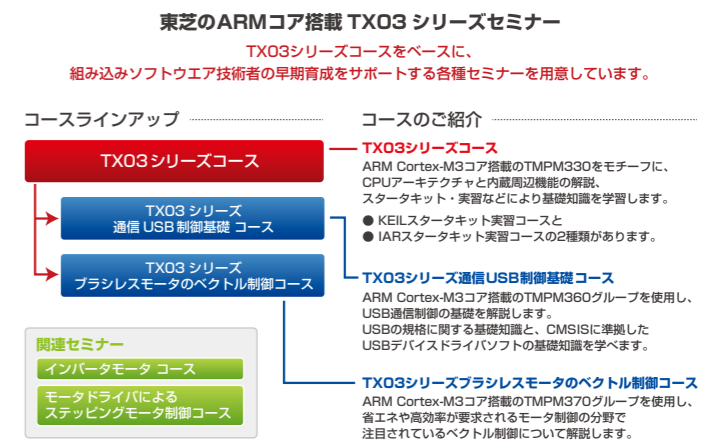 東芝のARMコア搭載 TX03 シリーズセミナー
TX03シリーズコースをベースに、
組み込みソフトウエア技術者の早期育成をサポートする各種セミナーを用意しています。
コースラインアップ
TX03シリーズコース
TX03 シリーズ
通信 USB 制御基礎 コース
TX03 シリーズ
ブラシレスモータのベクトル制御コース
関連セミナー
インバータモータ コース
モータドライバによる
ステッピングモータ制御コース
コースのご紹介
TX03シリーズコース
ARM Cortex-M3コア搭載のTMPM330をモチーフに、
CPUアーキテクチャと内蔵周辺機能の解説、
スタータキット・実習などにより基礎知識を学習します。
● KEILスタータキット実習コースと
● IARスタータキット実習コースの2種類があります。
TX03シリーズ通信USB制御基礎コース
ARM Cortex-M3コア搭載のTMPM360グループを使用し、
USB通信制御の基礎を解説します。
USBの規格に関する基礎知識と、CMSISに準拠した
USBデバイスドライバソフトの基礎知識を学べます。
TX03シリーズブラシレスモータのベクトル制御コース
ARM Cortex-M3コア搭載のTMPM370グループを使用し、
省エネや高効率が要求されるモータ制御の分野で
注目されているベクトル制御について解説します。